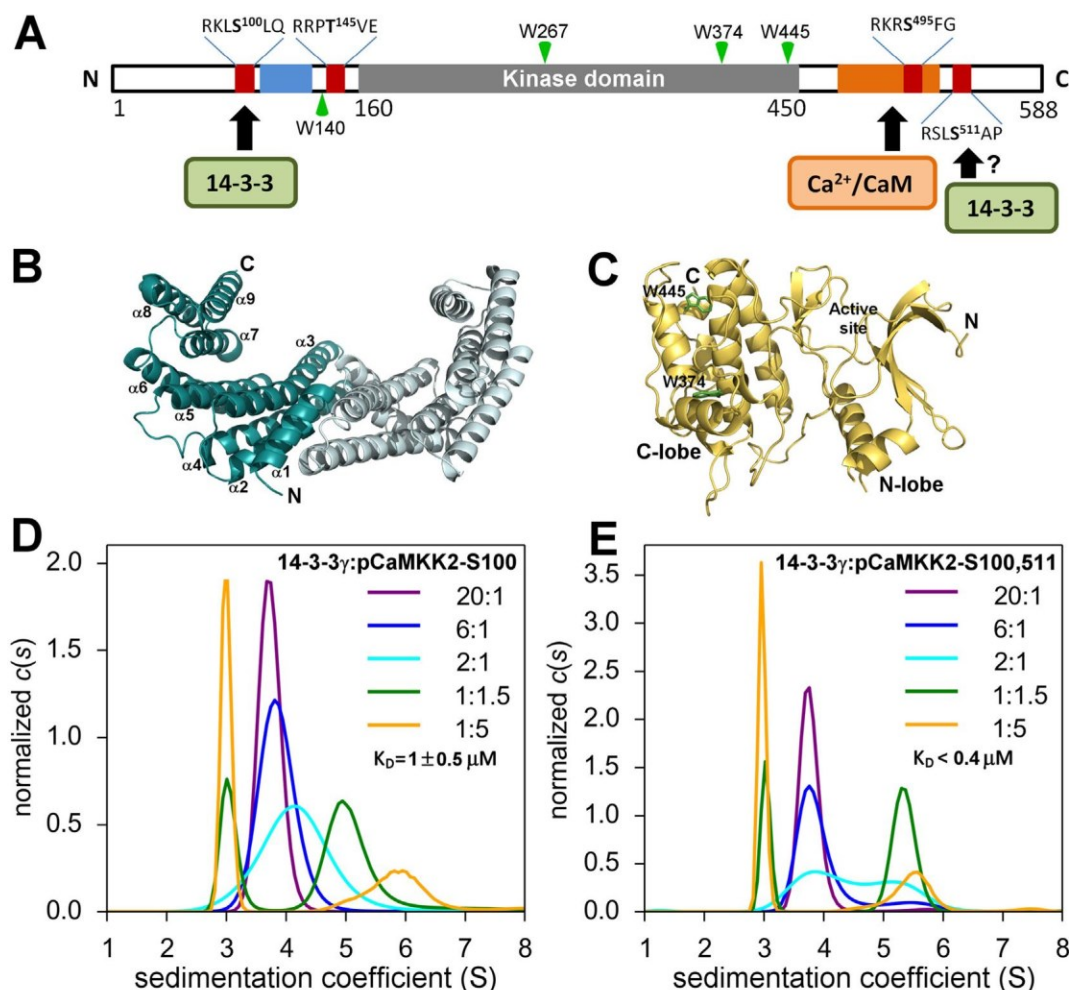 A
RKLS¹⁰⁰LQ RRPT¹⁴⁵VE W267 W374 W445 RKRS⁴⁹⁵FG
N Kinase domain C
1 W140 160 450 RSLS⁵¹¹AP 588
14-3-3 Ca²⁺/CaM ? 14-3-3
B
C
α8
α9
α7
α3
α6
α5
α4
α2
α1
N
C
W445
C
Active
site
N
W374
C-lobe
N-lobe
D
14-3-3γ:pCaMKK2-S100
20:1
6:1
2:1
1:1.5
1:5
K_D=1±0.5 μM
normalized c(s)
2.0
1.5
1.0
0.5
0.0
1 2 3 4 5 6 7 8
sedimentation coefficient (S)
E
14-3-3γ:pCaMKK2-S100,511
20:1
6:1
2:1
1:1.5
1:5
K_D < 0.4 μM
normalized c(s)
3.5
3.0
2.5
2.0
1.5
1.0
0.5
0.0
1 2 3 4 5 6 7 8
sedimentation coefficient (S)